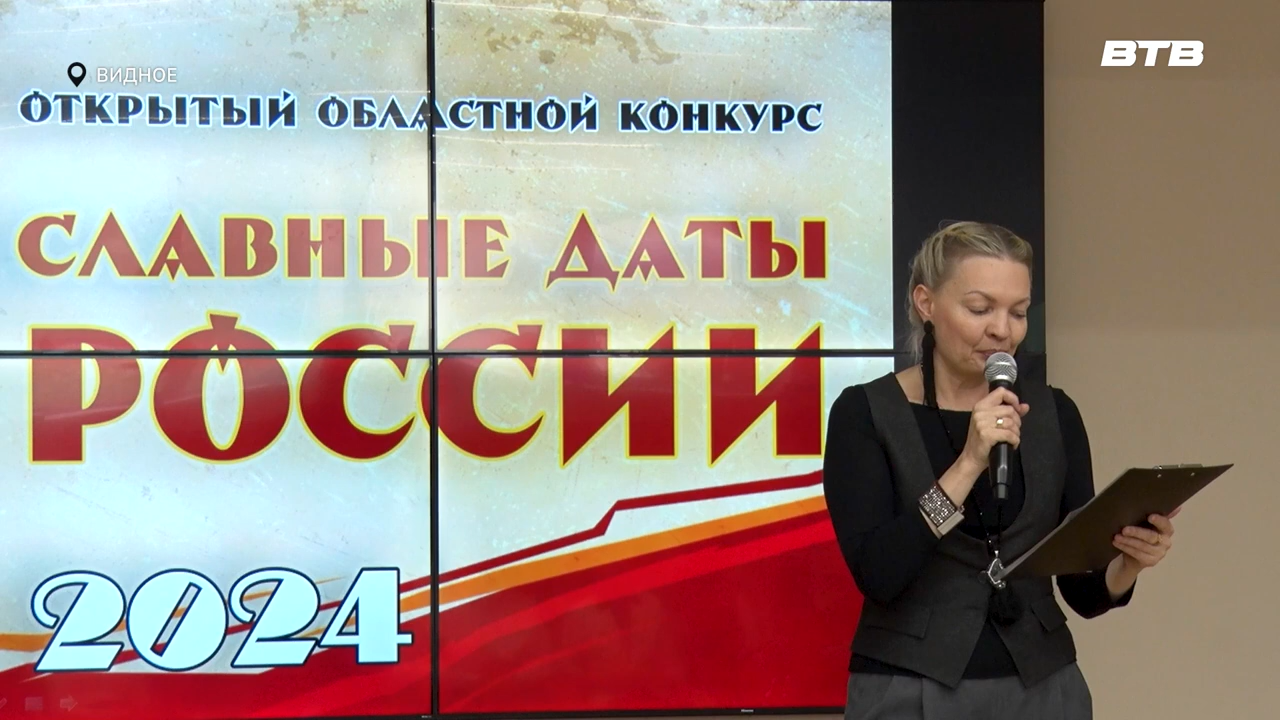 ВИДНОЕ
ВТВ
ОТКРЫТЫЙ ОБЛАСТНОЙ КОНКУРС
СЛАВНЫЕ ДАТЫ
РОССИИ
2024